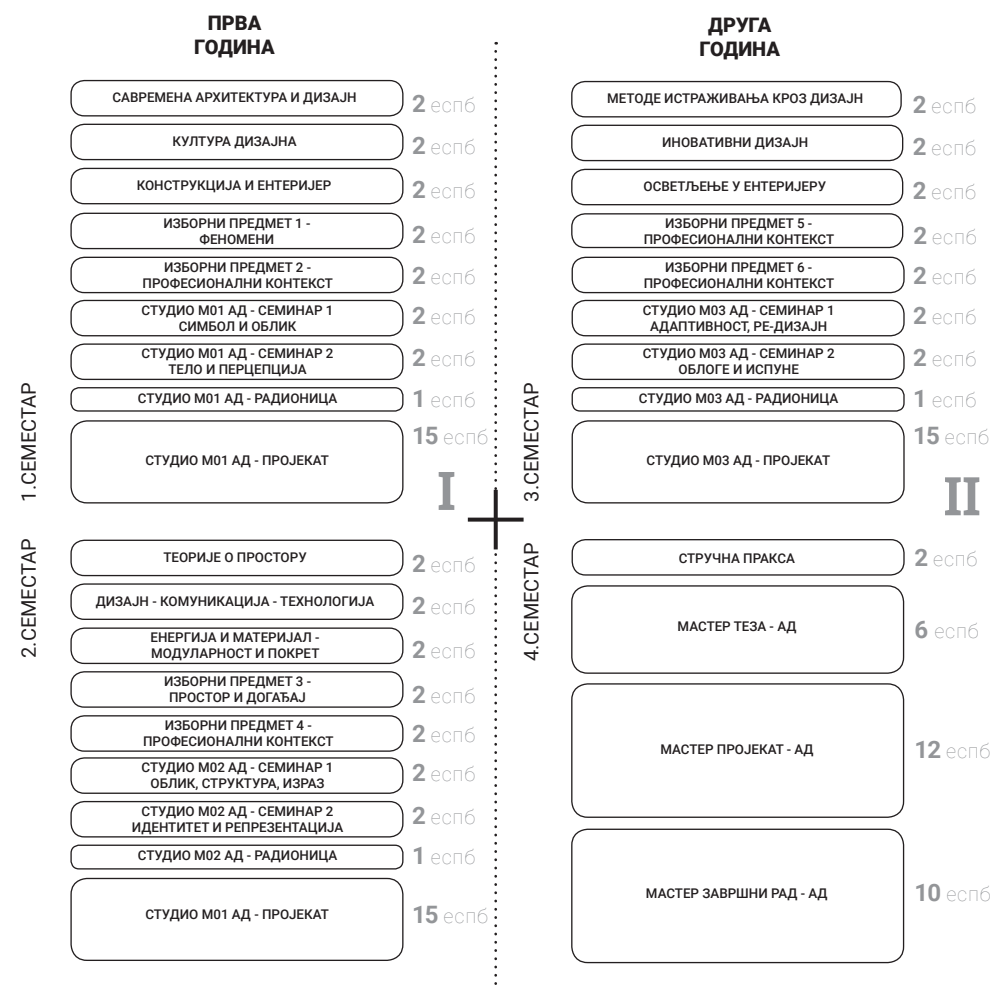 ПРВА
ГОДИНА
САВРЕМЕНА АРХИТЕКТУРА И ДИЗАЈН
2 еспб
КУЛТУРА ДИЗАЈНА
2 еспб
КОНСТРУКЦИЈА И ЕНТЕРИЈЕР
2 еспб
ИЗБОРНИ ПРЕДМЕТ 1 -
ФЕНОМЕНИ
2 еспб
ИЗБОРНИ ПРЕДМЕТ 2 -
ПРОФЕСИОНАЛНИ КОНТЕКСТ
2 еспб
СТУДИО М01 АД - СЕМИНАР 1
СИМБОЛ И ОБЛИК
2 еспб
СТУДИО М01 АД - СЕМИНАР 2
ТЕЛО И ПЕРЦЕПЦИЈА
2 еспб
СТУДИО М01 АД - РАДИОНИЦА
1 еспб
СТУДИО М01 АД - ПРОЈЕКАТ
15 еспб
1.СЕМЕСТАР
I
2.СЕМЕСТАР
ТЕОРИЈЕ О ПРОСТОРУ
2 еспб
ДИЗАЈН - КОМУНИКАЦИЈА - ТЕХНОЛОГИЈА
2 еспб
ЕНЕРГИЈА И МАТЕРИЈАЛ -
МОДУЛАРНОСТ И ПОКРЕТ
2 еспб
ИЗБОРНИ ПРЕДМЕТ 3 -
ПРОСТОР И ДОГАЂАЈ
2 еспб
ИЗБОРНИ ПРЕДМЕТ 4 -
ПРОФЕСИОНАЛНИ КОНТЕКСТ
2 еспб
СТУДИО М02 АД - СЕМИНАР 1
ОБЛИК, СТРУКТУРА, ИЗРАЗ
2 еспб
СТУДИО М02 АД - СЕМИНАР 2
ИДЕНТИТЕТ И РЕПРЕЗЕНТАЦИЈА
2 еспб
СТУДИО М02 АД - РАДИОНИЦА
1 еспб
СТУДИО М01 АД - ПРОЈЕКАТ
15 еспб
ДРУГА
ГОДИНА
МЕТОДЕ ИСТРАЖИВАЊА КРОЗ ДИЗАЈН
2 еспб
ИНОВАТИВНИ ДИЗАЈН
2 еспб
ОСВЕТЉЕЊЕ У ЕНТЕРИЈЕРУ
2 еспб
ИЗБОРНИ ПРЕДМЕТ 5 -
ПРОФЕСИОНАЛНИ КОНТЕКСТ
2 еспб
ИЗБОРНИ ПРЕДМЕТ 6 -
ПРОФЕСИОНАЛНИ КОНТЕКСТ
2 еспб
СТУДИО М03 АД - СЕМИНАР 1
АДАПТИВНОСТ, РЕ-ДИЗАЈН
2 еспб
СТУДИО М03 АД - СЕМИНАР 2
ОБЛОГЕ И ИСПУНЕ
2 еспб
СТУДИО М03 АД - РАДИОНИЦА
1 еспб
СТУДИО М03 АД - ПРОЈЕКАТ
15 еспб
3.СЕМЕСТАР
II
4.СЕМЕСТАР
СТРУЧНА ПРАКСА
2 еспб
МАСТЕР ТЕЗА - АД
6 еспб
МАСТЕР ПРОЈЕКАТ - АД
12 еспб
МАСТЕР ЗАВРШНИ РАД - АД
10 еспб